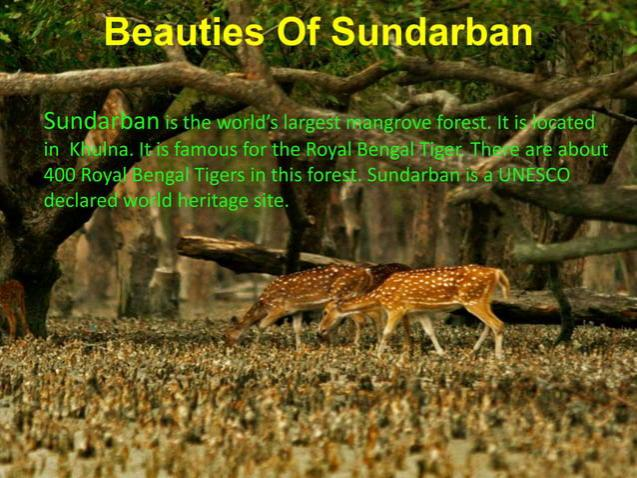 Beauties Of Sundarban
Sundarban is the world's largest mangrove forest. It is located
in Khulna. It is famous for the Royal Bengal Tiger. There are about
400 Royal Bengal Tigers in this forest. Sundarban is a UNESCO
declared world heritage site.